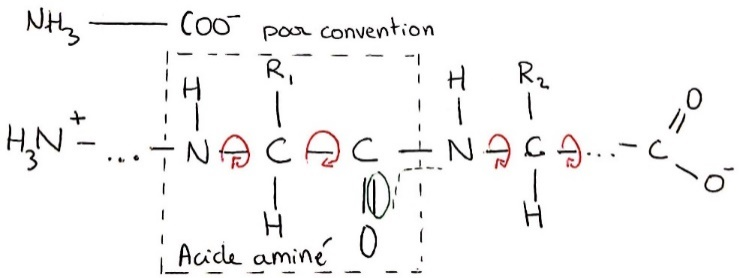 NH₃ — COO⁻ par convention
H R₁ H R₂ O
H₃N⁺ - ... - N C C - N C ... - C
H O H O⁻
Acide aminé